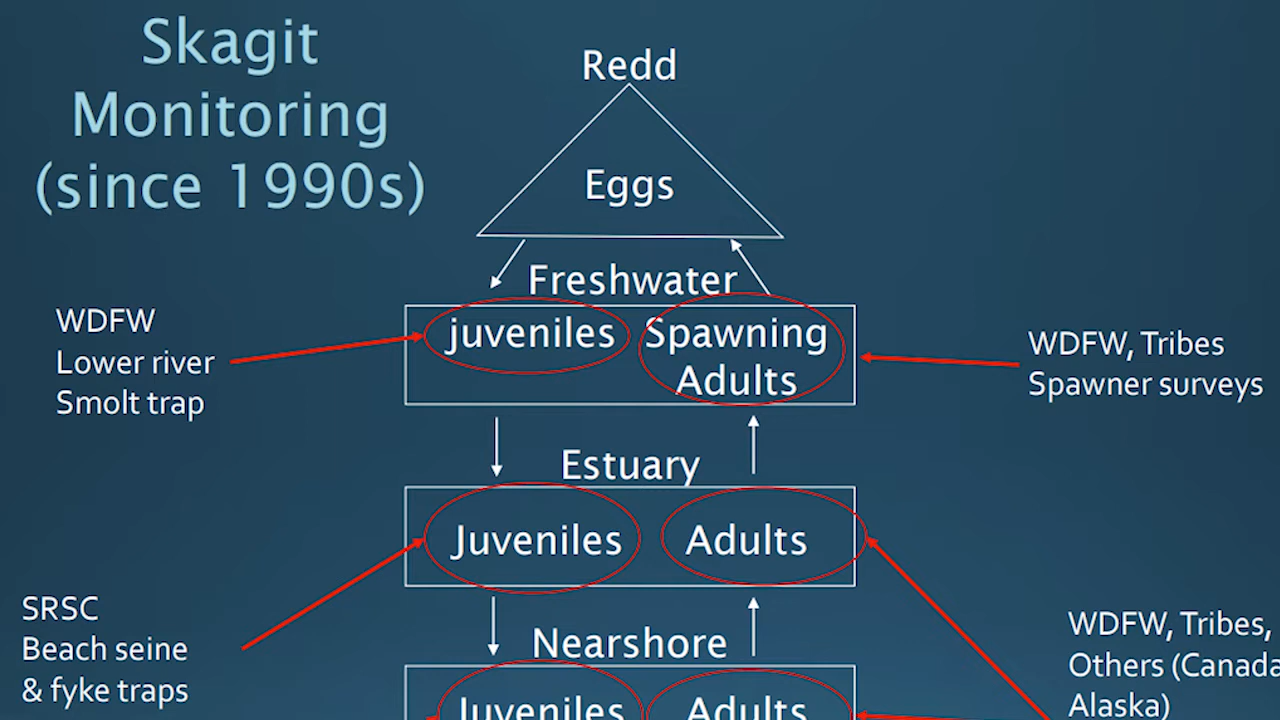 Skagit
Monitoring
(since 1990s)
Redd
Eggs
Freshwater
juveniles
Spawning
Adults
WDFW
Lower river
Smolt trap
WDFW, Tribes
Spawner surveys
Estuary
Juveniles
Adults
SRSC
Beach seine
& fyke traps
WDFW, Tribes,
Others (Canada
Alaska)
Nearshore
Juveniles
Adults